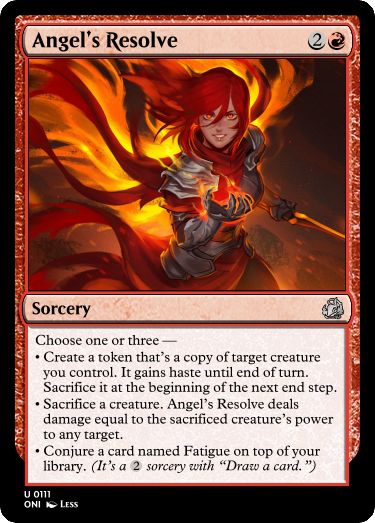 Angel's Resolve 2
Sorcery
Choose one or three —
• Create a token that's a copy of target creature
you control. It gains haste until end of turn.
Sacrifice it at the beginning of the next end step.
• Sacrifice a creature. Angel's Resolve deals
damage equal to the sacrificed creature's power
to any target.
• Conjure a card named Fatigue on top of your
library. (It's a 2 sorcery with “Draw a card.”)
U 0111
ONI Less